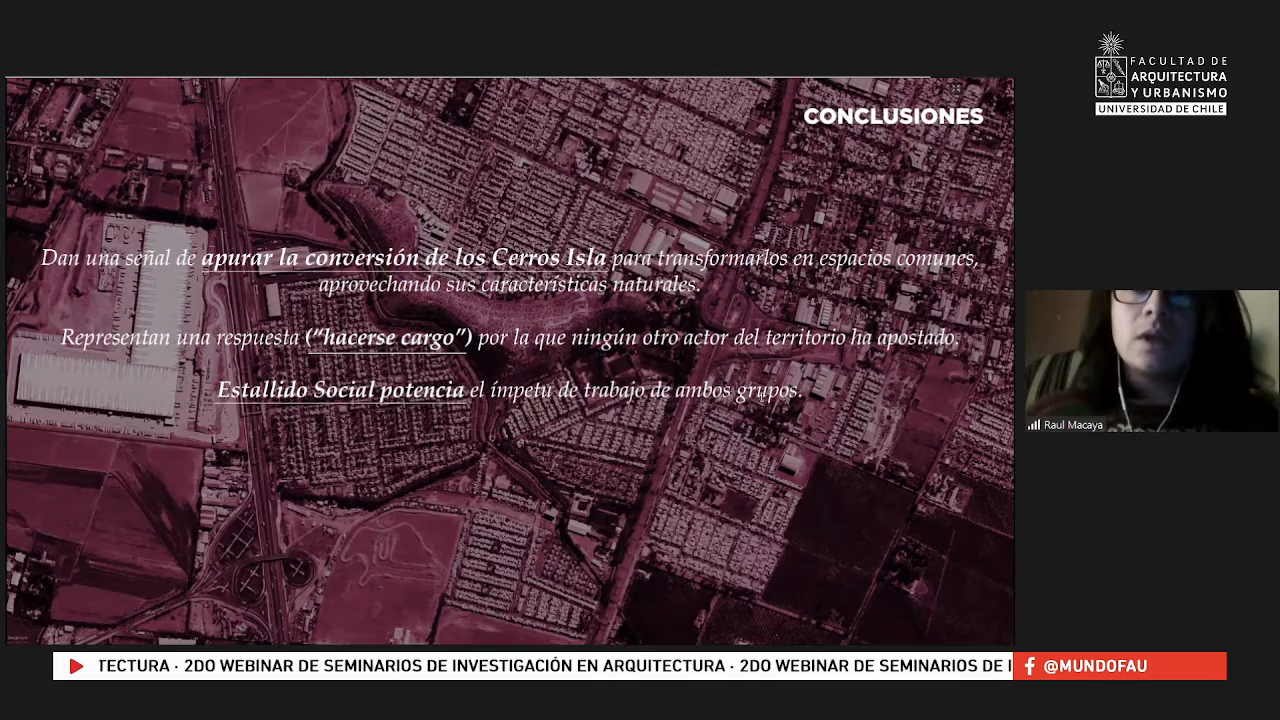 FACULTAD DE
ARQUITECTURA
Y URBANISMO
UNIVERSIDAD DE CHILE
CONCLUSIONES
Dan una señal de apurar la conversión de los Cerros Isla para transformarlos en espacios comunes,
aprovechando sus características naturales.
Representan una respuesta (“hacerse cargo”) por la que ningún otro actor del territorio ha apostado.
Estallido Social potencia el ímpetu de trabajo de ambos grupos.
Raul Macaya
TECTURA · 2DO WEBINAR DE SEMINARIOS DE INVESTIGACIÓN EN ARQUITECTURA · 2DO WEBINAR DE SEMINARIOS DE I
@MUNDOFAU